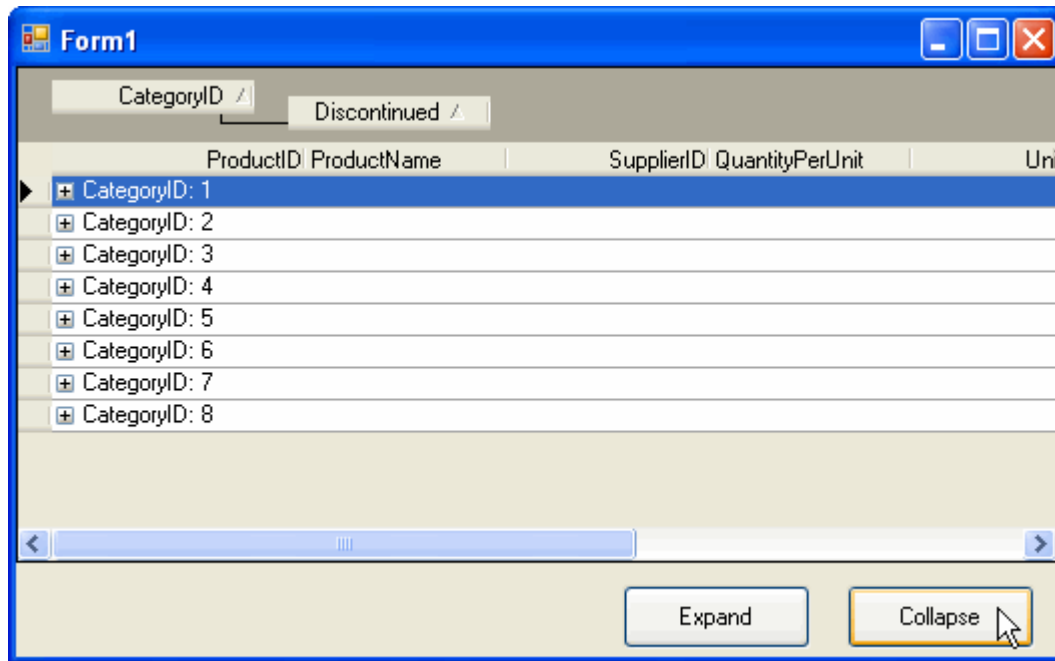 Form1
CategoryID
Discontinued
ProductID ProductName SupplierID QuantityPerUnit Uni
CategoryID: 1
CategoryID: 2
CategoryID: 3
CategoryID: 4
CategoryID: 5
CategoryID: 6
CategoryID: 7
CategoryID: 8
Expand Collapse